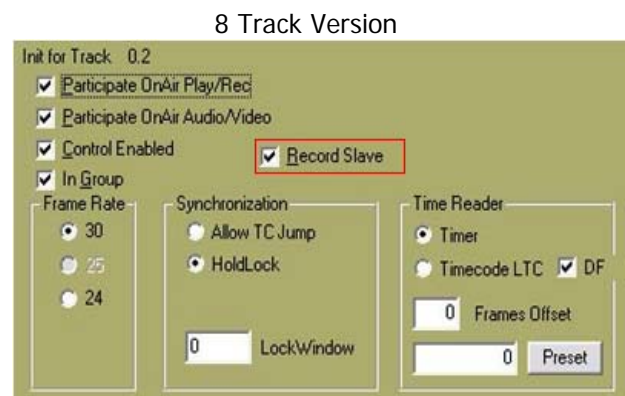 8 Track Version
Init for Track 0.2
Participate OnAir Play/Rec
Participate OnAir Audio/Video
Control Enabled
Record Slave
In Group
Frame Rate
30
25
24
Synchronization
Allow TC Jump
HoldLock
0 LockWindow
Time Reader
Timer
Timecode LTC DF
0 Frames Offset
0 Preset